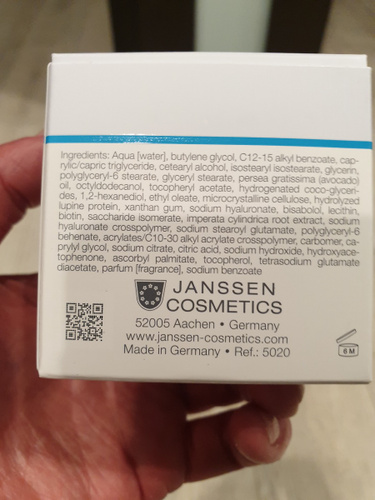 Ingredients: Aqua [water], butylene glycol, C12-15 alkyl benzoate, cap-
rylic/capric triglyceride, cetearyl alcohol, isostearyl isostearate, glycerin,
polyglyceryl-6 stearate, glyceryl stearate, persea gratissima (avocado)
oil, octyldodecanol, tocopheryl acetate, hydrogenated coco-glyceri-
des, 1,2-hexanediol, ethyl oleate, microcrystalline cellulose, hydrolyzed
lupine protein, xanthan gum, sodium hyaluronate, bisabolol, lecithin,
biotin, saccharide isomerate, imperata cylindrica root extract, sodium
hyaluronate crosspolymer, sodium stearoyl glutamate, polyglyceryl-6
behenate, acrylates/C10-30 alkyl acrylate crosspolymer, carbomer, ca-
prylyl glycol, sodium citrate, citric acid, sodium hydroxide, hydroxyace-
tophenone, ascorbyl palmitate, tocopherol, tetrasodium glutamate
diacetate, parfum [fragrance], sodium benzoate
JANSSEN
COSMETICS
52005 Aachen • Germany
www.janssen-cosmetics.com
Made in Germany • Ref.: 5020
6 M